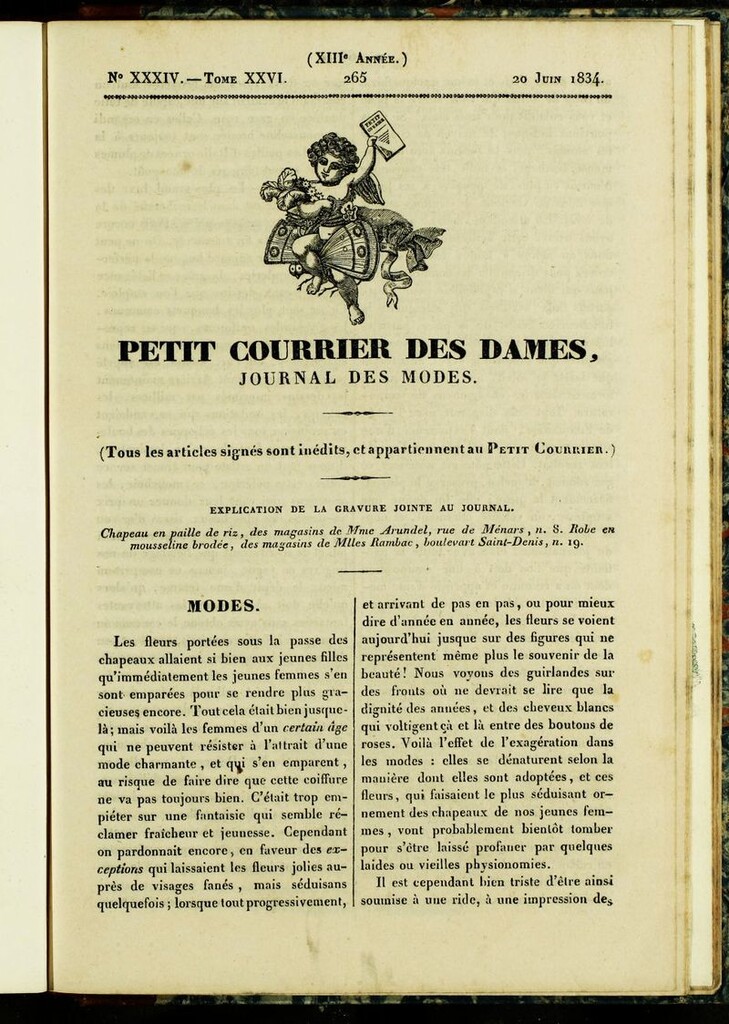 (XIIIe ANNÉE.)
No XXXIV.—TOME XXVI. 265 20 JUIN 1834.
PETIT
PETIT COURRIER DES DAMES,
JOURNAL DES MODES.
(Tous les articles signés sont inédits, et appartiennent au PETIT COURRIER.)
EXPLICATION DE LA GRAVURE JOINTE AU JOURNAL.
Chapeau en paille de riz, des magasins de Mme Arundel, rue de Ménars, n. 8. Robe en
mousseline brodée, des magasins de Mlles Rambac, boulevart Saint-Denis, n. 19.
MODES.
Les fleurs portées sous la passe des
chapeaux allaient si bien aux jeunes filles
qu'immédiatement les jeunes femmes s'en
sont emparées pour se rendre plus gra-
cieuses encore. Tout cela était bien jusque-
là; mais voilà les femmes d'un certain âge
qui ne peuvent résister à l'attrait d'une
mode charmante, et qui s'en emparent,
au risque de faire dire que cette coiffure
ne va pas toujours bien. C'était trop em-
piéter sur une fantaisie qui semble ré-
clamer fraîcheur et jeunesse. Cependant
on pardonnait encore, en faveur des ex-
ceptions qui laissaient les fleurs jolies au-
près de visages fanés, mais séduisans
quelquefois; lorsque tout progressivement,
et arrivant de pas en pas, ou pour mieux
dire d'année en année, les fleurs se voient
aujourd'hui jusque sur des figures qui ne
représentent même plus le souvenir de la
beauté! Nous voyons des guirlandes sur
des fronts où ne devrait se lire que la
dignité des années, et des cheveux blancs
qui voltigent çà et là entre des boutons de
roses. Voilà l'effet de l'exagération dans
les modes: elles se dénaturent selon la
manière dont elles sont adoptées, et ces
fleurs, qui faisaient le plus séduisant or-
nement des chapeaux de nos jeunes fem-
mes, vont probablement bientôt tomber
pour s'être laissé profaner par quelques
laides ou vieilles physionomies.
Il est cependant bien triste d'être ainsi
soumise à une ride, à une impression des